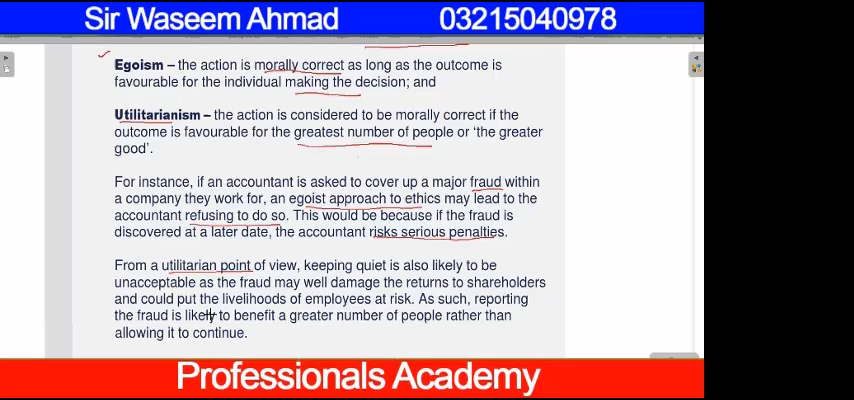 Sir Waseem Ahmad 03215040978
Egoism – the action is morally correct as long as the outcome is
favourable for the individual making the decision; and
Utilitarianism – the action is considered to be morally correct if the
outcome is favourable for the greatest number of people or ‘the greater
good’.
For instance, if an accountant is asked to cover up a major fraud within
a company they work for, an egoist approach to ethics may lead to the
accountant refusing to do so. This would be because if the fraud is
discovered at a later date, the accountant risks serious penalties.
From a utilitarian point of view, keeping quiet is also likely to be
unacceptable as the fraud may well damage the returns to shareholders
and could put the livelihoods of employees at risk. As such, reporting
the fraud is likely to benefit a greater number of people rather than
allowing it to continue.
Professionals Academy